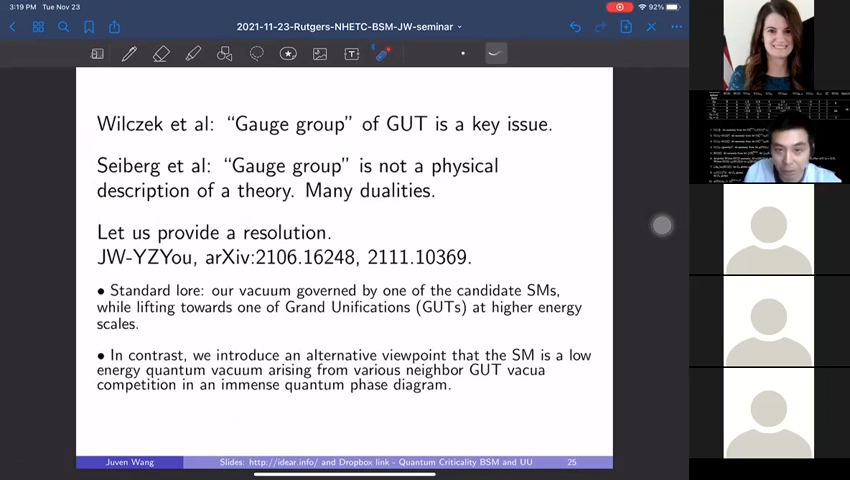 3:19 PM Tue Nov 23
92%
2021-11-23-Rutgers-NHETC-BSM-JW-seminar
Wilczek et al: “Gauge group” of GUT is a key issue.
Seiberg et al: “Gauge group” is not a physical
description of a theory. Many dualities.
Let us provide a resolution.
JW-YZYou, arXiv:2106.16248, 2111.10369.
• Standard lore: our vacuum governed by one of the candidate SMs,
while lifting towards one of Grand Unifications (GUTs) at higher energy
scales.
• In contrast, we introduce an alternative viewpoint that the SM is a low
energy quantum vacuum arising from various neighbor GUT vacua
competition in an immense quantum phase diagram.
Juven Wang Slides: http://idear.info/ and Dropbox link - Quantum Criticality BSM and UU 25